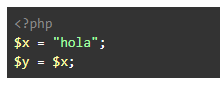 <?php
$x = "hola";
$y = $x;